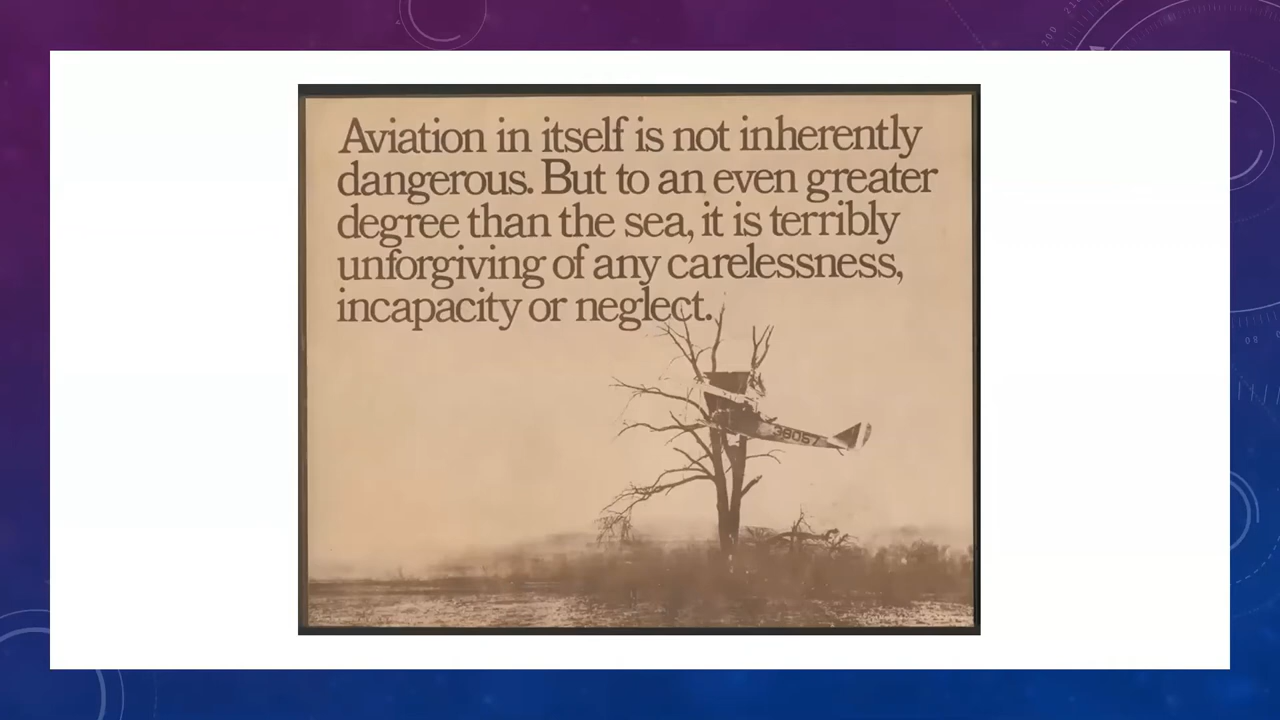 Aviation in itself is not inherently
dangerous. But to an even greater
degree than the sea, it is terribly
unforgiving of any carelessness,
incapacity or neglect.
38057